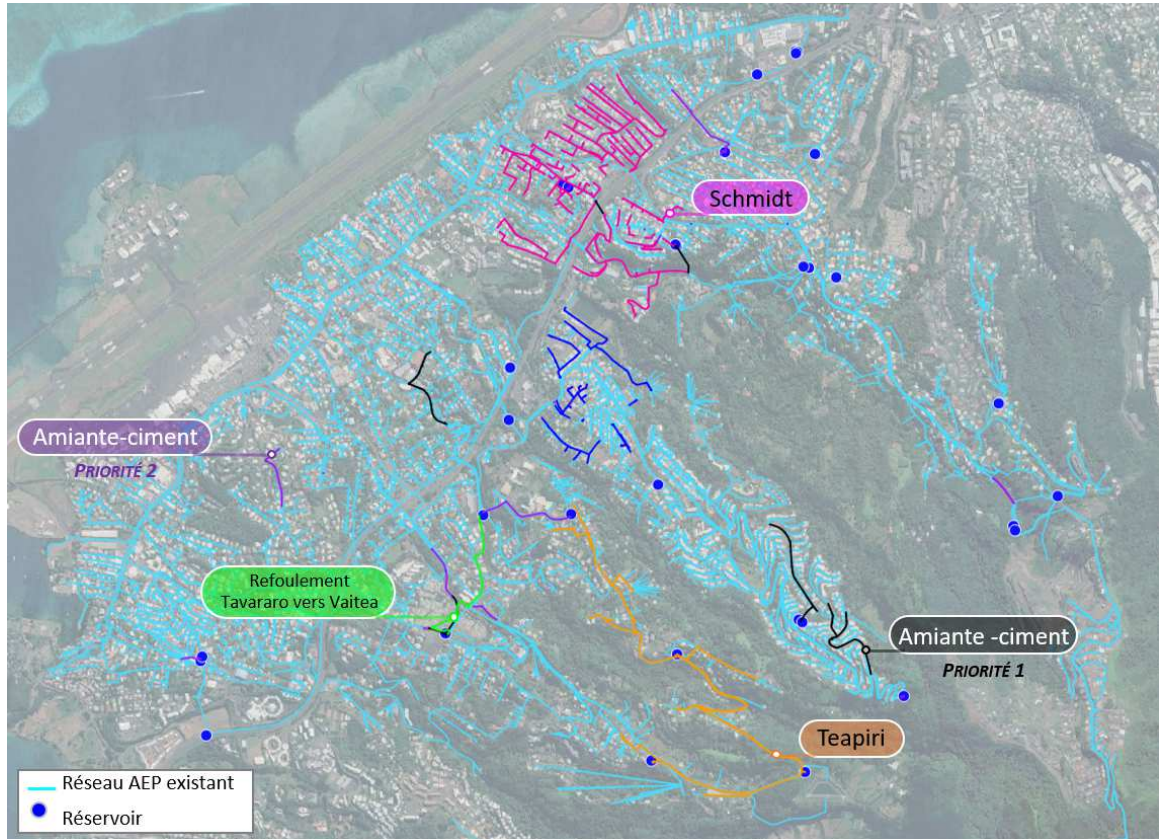 Schmidt
Amiante-ciment
PRIORITÉ 2
Refoulement
Tavararo vers Vaitea
Amiante -ciment
PRIORITÉ 1
Teapiri
Réseau AEP existant
Réservoir